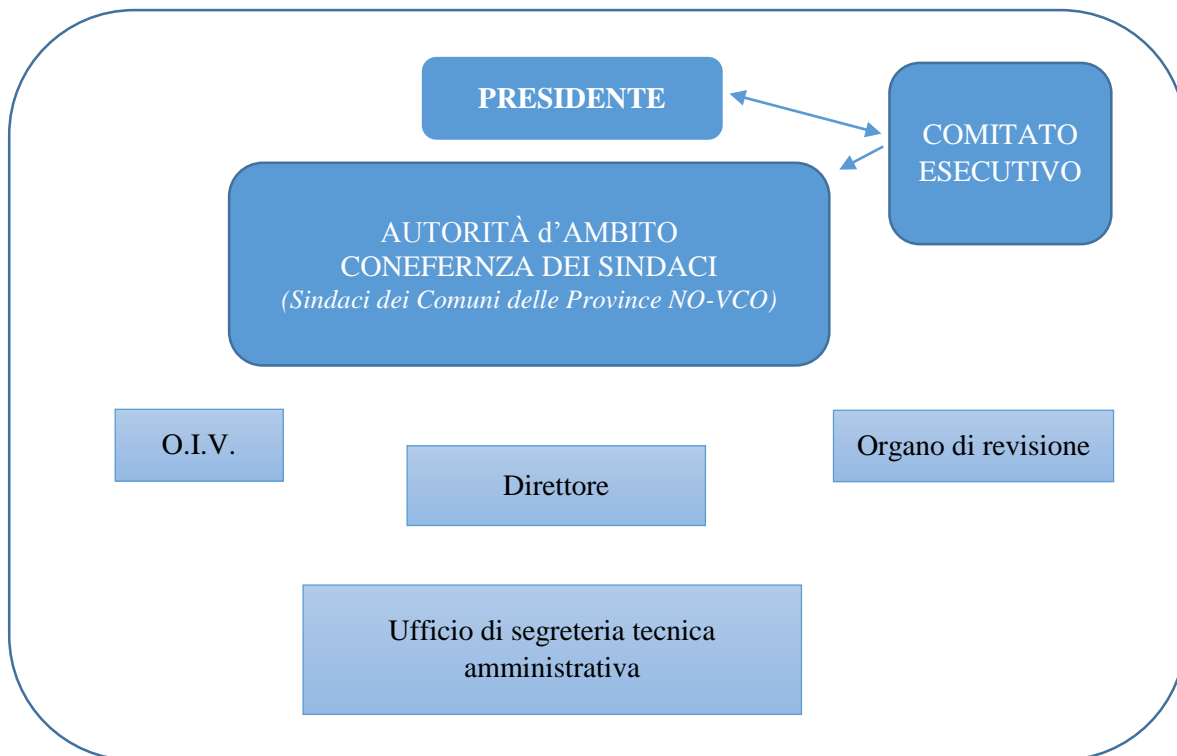 PRESIDENTE
COMITATO
ESECUTIVO
AUTORITÀ d’AMBITO
CONEFERNZA DEI SINDACI
(Sindaci dei Comuni delle Province NO-VCO)
O.I.V.
Organo di revisione
Direttore
Ufficio di segreteria tecnica
amministrativa